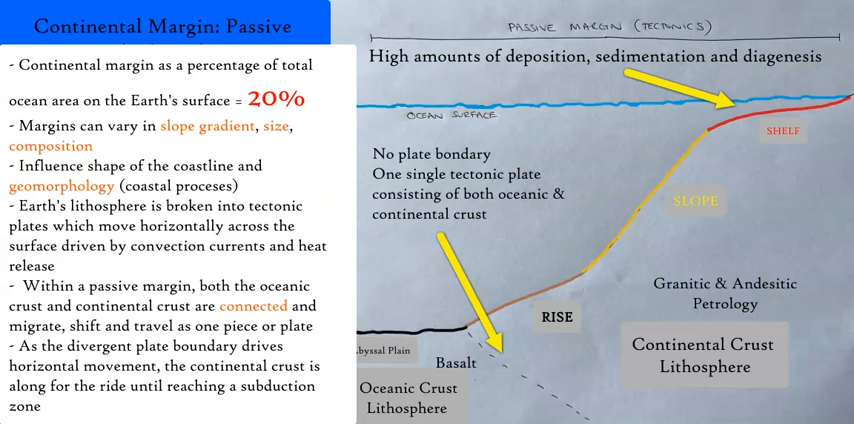 Continental Margin: Passive
- Continental margin as a percentage of total
ocean area on the Earth's surface = 20%
- Margins can vary in slope gradient, size,
composition
- Influence shape of the coastline and
geomorphology (coastal proceses)
- Earth's lithosphere is broken into tectonic
plates which move horizontally across the
surface driven by convection currents and heat
release
- Within a passive margin, both the oceanic
crust and continental crust are connected and
migrate, shift and travel as one piece or plate
- As the divergent plate boundary drives
horizontal movement, the continental crust is
along for the ride until reaching a subduction
zone
PASSIVE MARGIN (TECTONICS)
High amounts of deposition, sedimentation and diagenesis
OCEAN SURFACE
SHELF
No plate bondary
One single tectonic plate
consisting of both oceanic &
continental crust
SLOPE
Granitic & Andesitic
Petrology
RISE
Continental Crust
Lithosphere
byssal Plain
Basalt
Oceanic Crust
Lithosphere